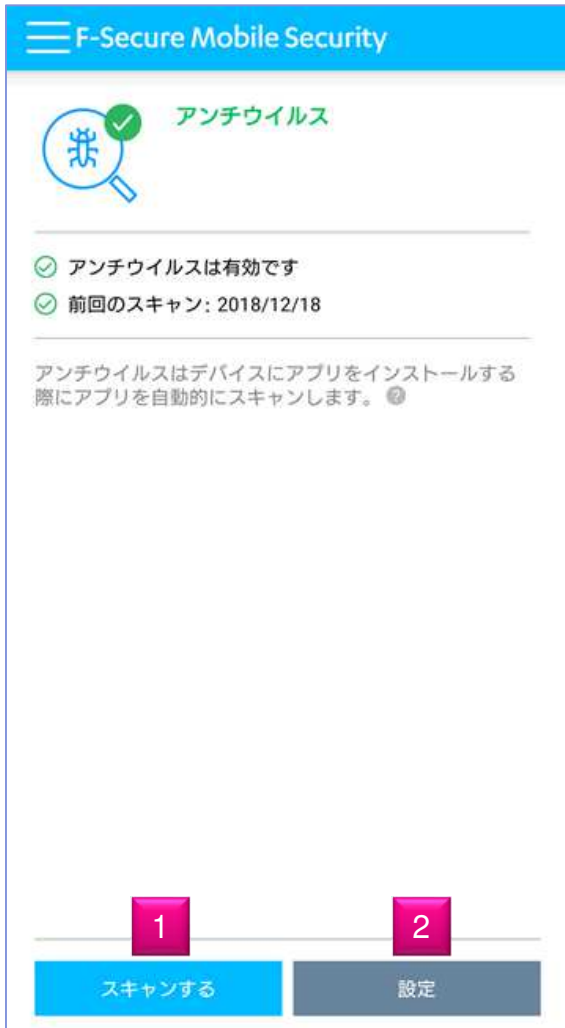 F-Secure Mobile Security
アンチウイルス
アンチウイルスは有効です
前回のスキャン: 2018/12/18
アンチウイルスはデバイスにアプリをインストールする
際にアプリを自動的にスキャンします。 ?
1
2
スキャンする
設定